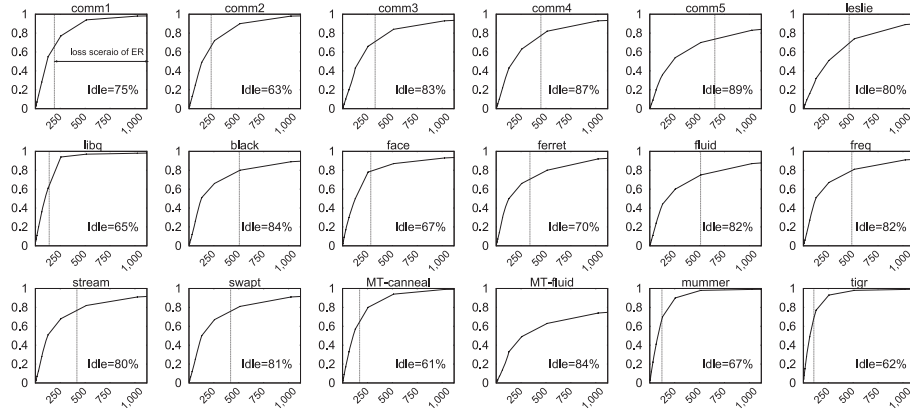 comm1 comm2 comm3 comm4 comm5 leslie
1 1 1 1 1 1
0.8 0.8 0.8 0.8 0.8 0.8
0.6 loss sceraio of ER 0.6 0.6 0.6 0.6 0.6
0.4 0.4 0.4 0.4 0.4 0.4
0.2 Idle=75% 0.2 Idle=63% 0.2 Idle=83% 0.2 Idle=87% 0.2 Idle=89% 0.2 Idle=80%
0 0 0 0 0 0
250 500 750 1,000 250 500 750 1,000 250 500 750 1,000 250 500 750 1,000 250 500 750 1,000 250 500 750 1,000
libq black face ferret fluid freq
1 1 1 1 1 1
0.8 0.8 0.8 0.8 0.8 0.8
0.6 0.6 0.6 0.6 0.6 0.6
0.4 0.4 0.4 0.4 0.4 0.4
0.2 Idle=65% 0.2 Idle=84% 0.2 Idle=67% 0.2 Idle=70% 0.2 Idle=82% 0.2 Idle=82%
0 0 0 0 0 0
250 500 750 1,000 250 500 750 1,000 250 500 750 1,000 250 500 750 1,000 250 500 750 1,000 250 500 750 1,000
stream swapt MT-canneal MT-fluid mummer tigr
1 1 1 1 1 1
0.8 0.8 0.8 0.8 0.8 0.8
0.6 0.6 0.6 0.6 0.6 0.6
0.4 0.4 0.4 0.4 0.4 0.4
0.2 Idle=80% 0.2 Idle=81% 0.2 Idle=61% 0.2 Idle=84% 0.2 Idle=67% 0.2 Idle=62%
0 0 0 0 0 0
250 500 750 1,000 250 500 750 1,000 250 500 750 1,000 250 500 750 1,000 250 500 750 1,000 250 500 750 1,000